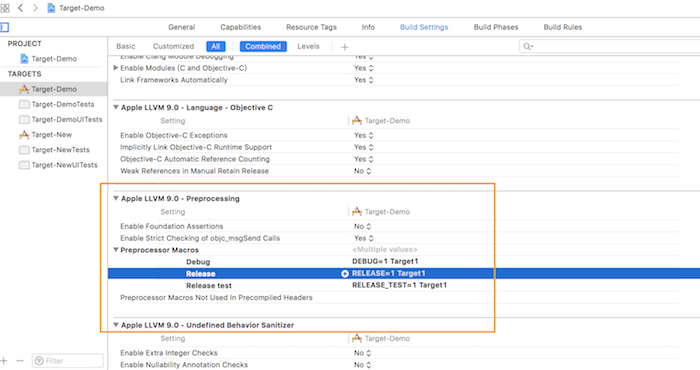 Target-Demo
General Capabilities Resource Tags Info Build Settings Build Phases Build Rules
PROJECT
Target-Demo
TARGETS
Target-Demo
Target-DemoTests
Target-DemoUITests
Target-New
Target-NewTests
Target-NewUITests
Filter
Basic Customized All Combined Levels
Enable Clang Module Debugging Yes
Enable Modules (C and Objective-C) Yes
Link Frameworks Automatically Yes
Apple LLVM 9.0 - Language - Objective C
Setting Target-Demo
Enable Objective-C Exceptions Yes
Implicitly Link Objective-C Runtime Support Yes
Objective-C Automatic Reference Counting Yes
Weak References in Manual Retain Release No
Apple LLVM 9.0 - Preprocessing
Setting Target-Demo
Enable Foundation Assertions No
Enable Strict Checking of objc_msgSend Calls Yes
Preprocessor Macros <Multiple values>
Debug DEBUG=1 Target1
Release RELEASE=1 Target1
Release test RELEASE_TEST=1 Target1
Preprocessor Macros Not Used In Precompiled Headers
Apple LLVM 9.0 - Undefined Behavior Sanitizer
Setting Target-Demo
Enable Extra Integer Checks No
Enable Nullability Annotation Checks No